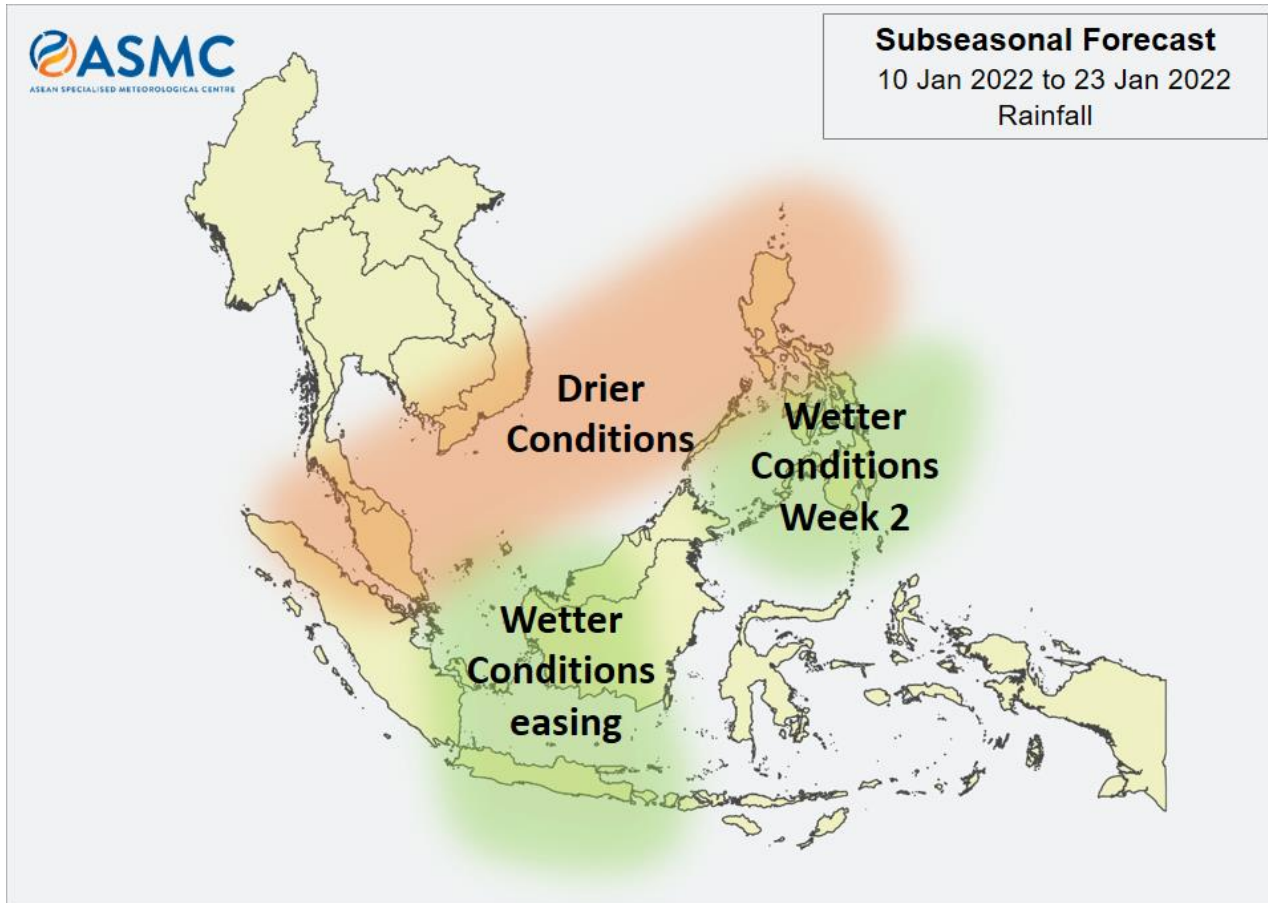 ASMC
ASEAN SPECIALISED METEOROLOGICAL CENTRE
Subseasonal Forecast
10 Jan 2022 to 23 Jan 2022
Rainfall
Drier
Conditions
Wetter
Conditions
Week 2
Wetter
Conditions
easing